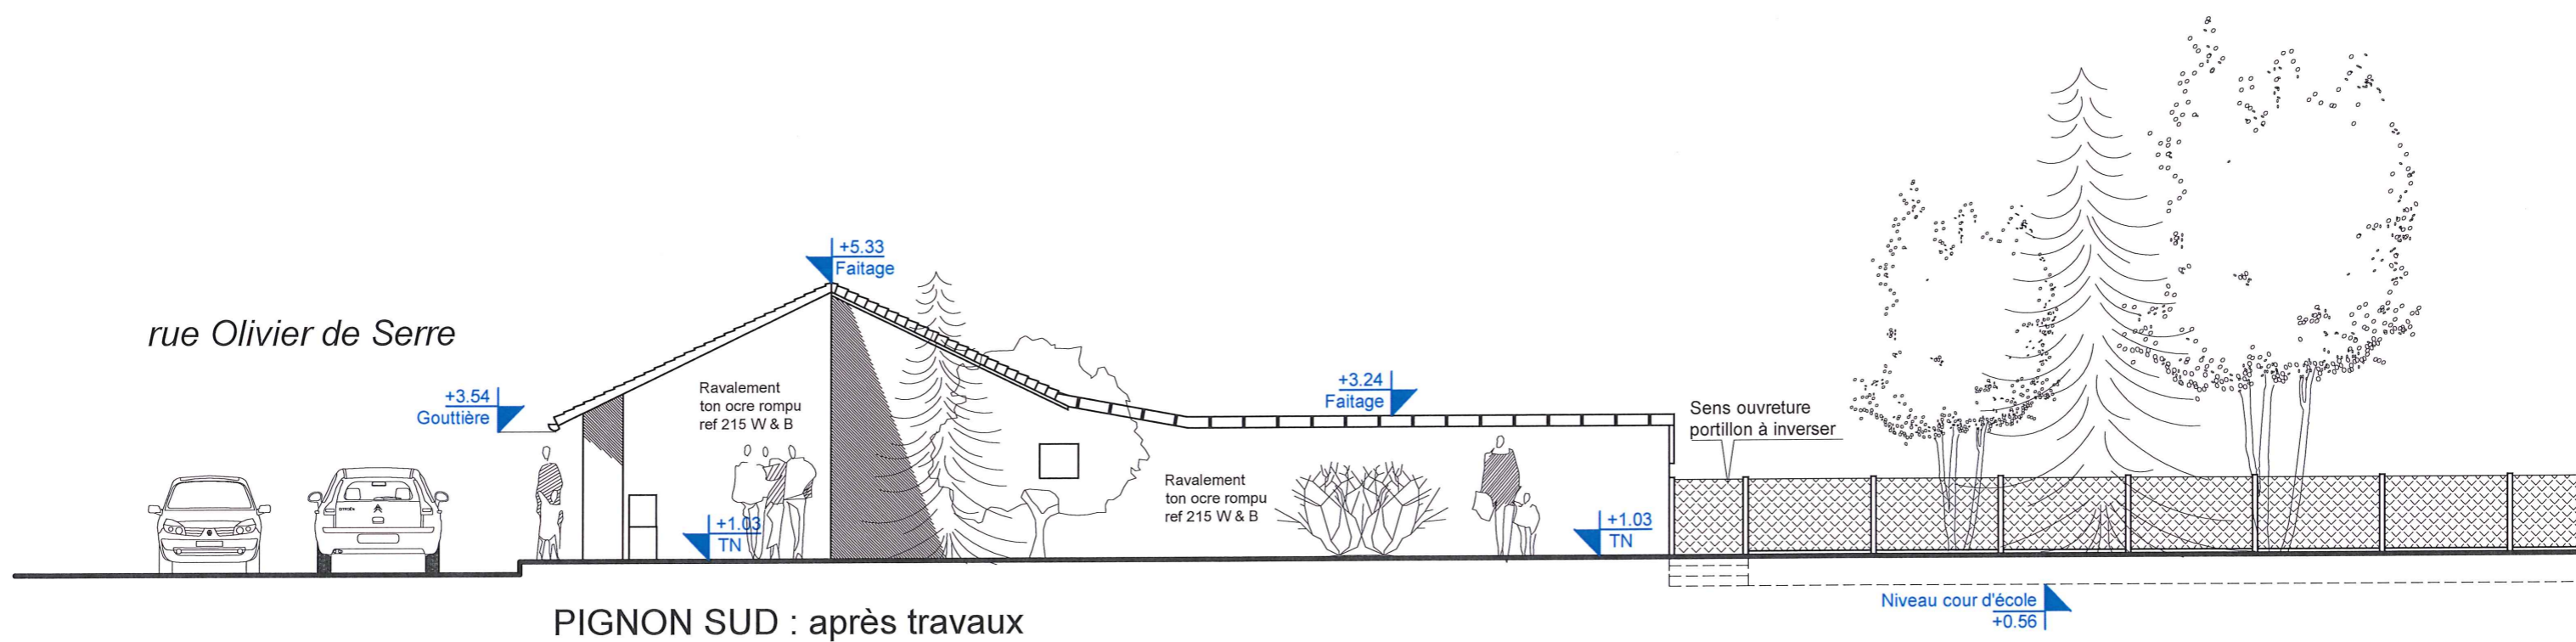 +5.33
Faitage
rue Olivier de Serre
+3.54
Gouttière
Ravalement
ton ocre rompu
ref 215 W & B
+3.24
Faitage
Sens ouvreture
portillon à inverser
Ravalement
ton ocre rompu
ref 215 W & B
+1.03
TN
+1.03
TN
Niveau cour d'école
+0.56
PIGNON SUD : après travaux